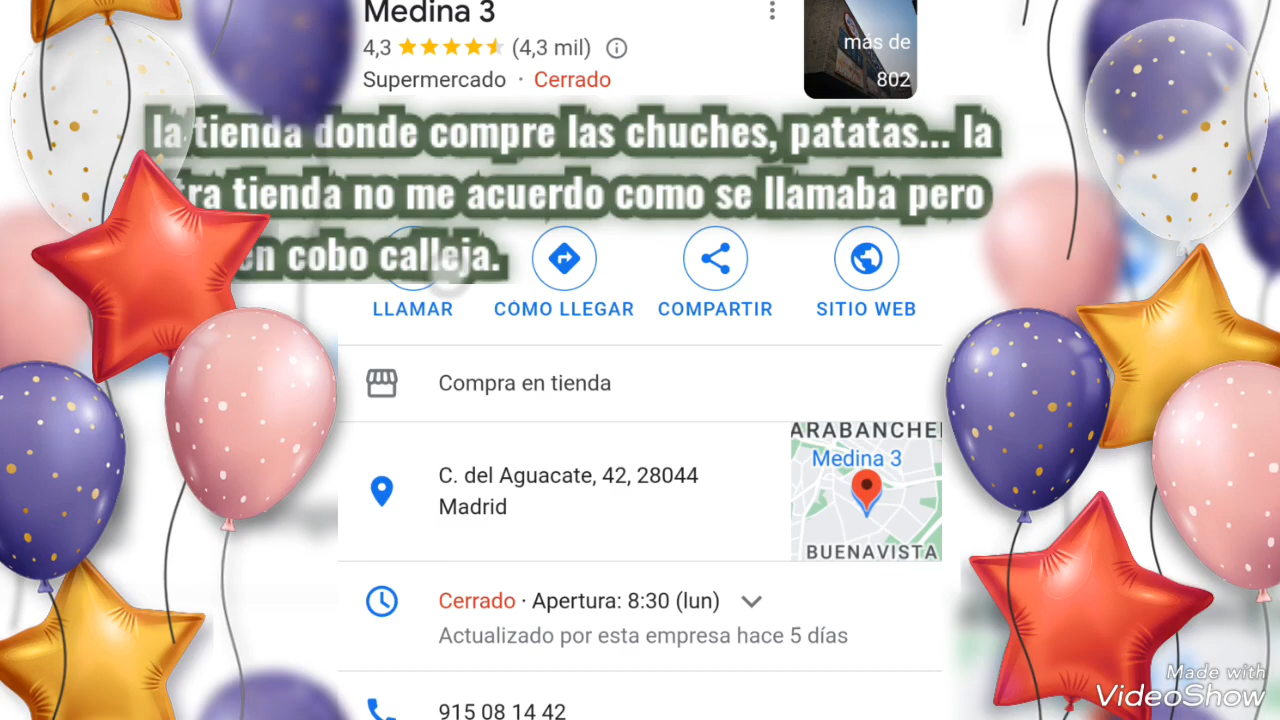 Medina 3
4,3 (4,3 mil)
Supermercado · Cerrado
más de
802
la tienda donde compre las chuches, patatas... la
tra tienda no me acuerdo como se llamaba pero
en cobo calleja.
LLAMAR CÓMO LLEGAR COMPARTIR SITIO WEB
Compra en tienda
C. del Aguacate, 42, 28044
Madrid
ARABANCHEL
Medina 3
BUENAVISTA
Cerrado · Apertura: 8:30 (lun)
Actualizado por esta empresa hace 5 días
915 08 14 42
Made with
VideoShow